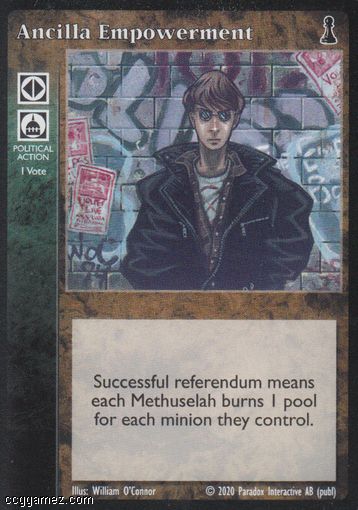 Ancilla Empowerment
POLITICAL
ACTION
1 Vote
Successful referendum means
each Methuselah burns 1 pool
for each minion they control.
Illus: William O'Connor
© 2020 Paradox Interactive AB (publ)
ccggamez.com